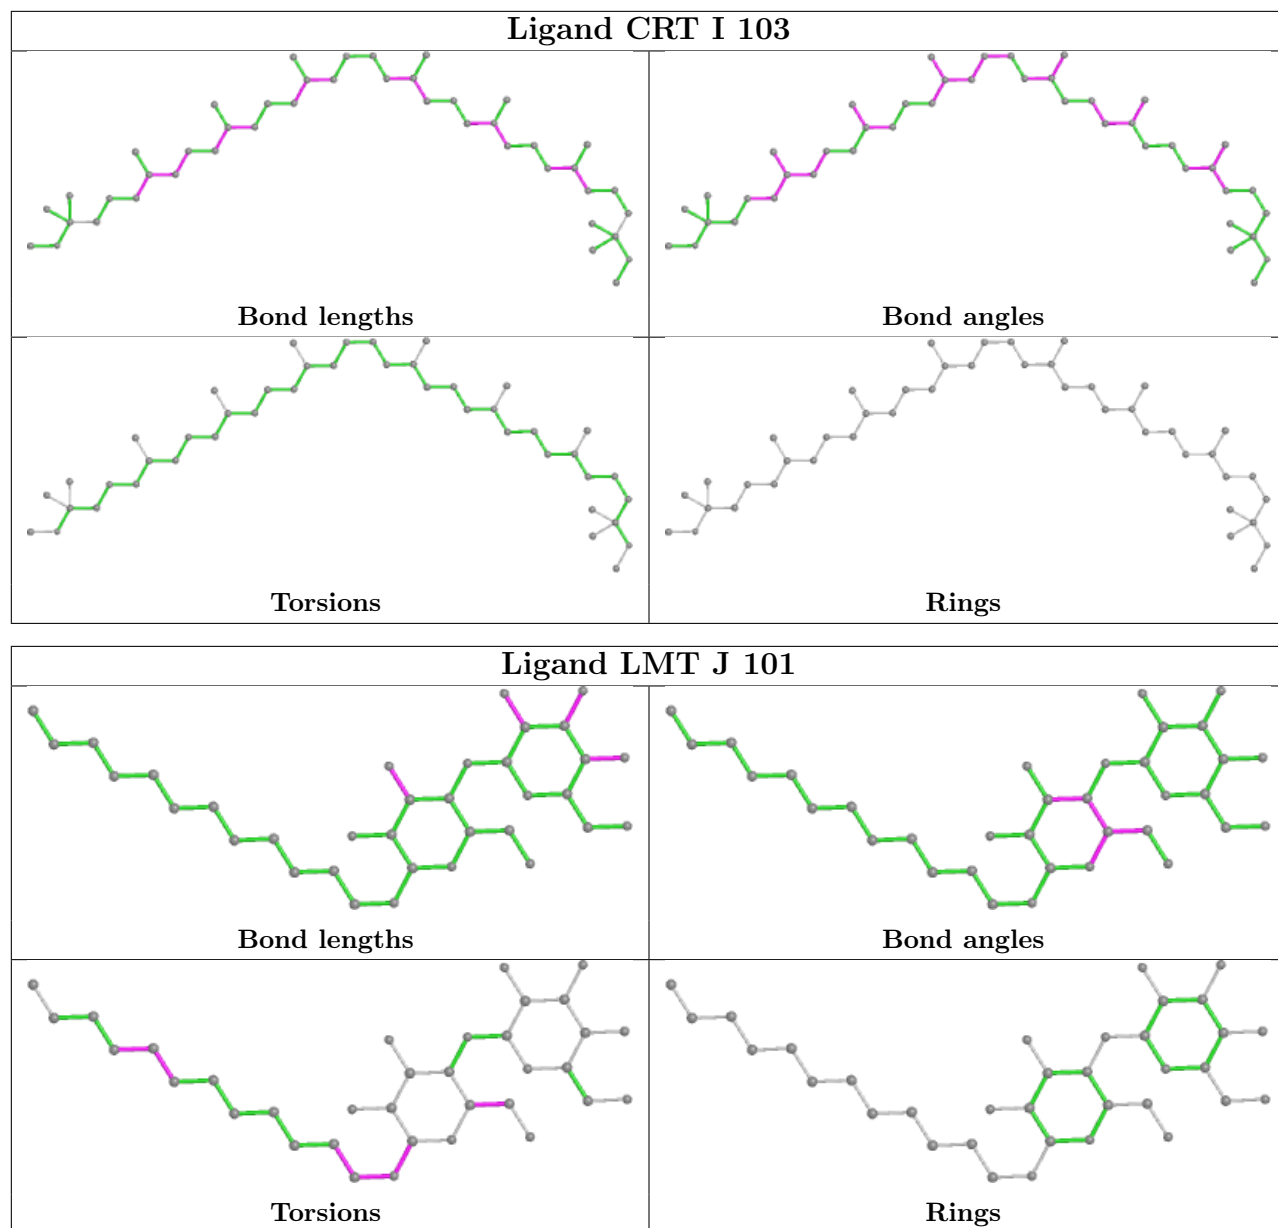 Ligand CRT I 103
Bond lengths
Bond angles
Torsions
Rings
Ligand LMT J 101
Bond lengths
Bond angles
Torsions
Rings